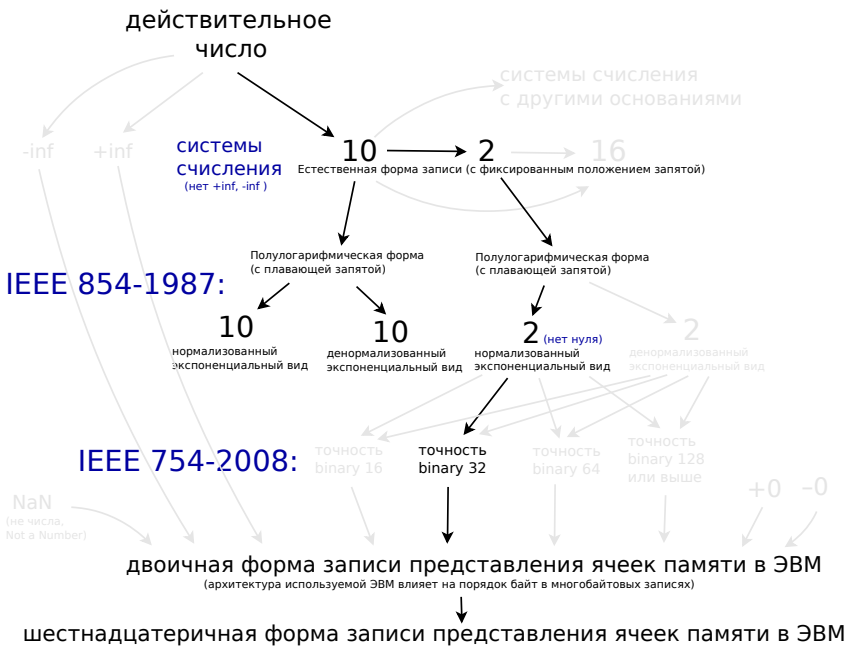 действительное
число
системы счисления
с другими основаниями
-inf
+inf
системы
счисления
(нет +inf, -inf )
10
2
16
Естественная форма записи (с фиксированным положением запятой)
Полулогарифмическая форма
(с плавающей запятой)
Полулогарифмическая форма
(с плавающей запятой)
IEEE 854-1987:
10
нормализованный
экспоненциальный вид
10
денормализованный
экспоненциальный вид
2 (нет нуля)
нормализованный
экспоненциальный вид
2
денормализованный
экспоненциальный вид
IEEE 754-2008:
точность
binary 16
точность
binary 32
точность
binary 64
точность
binary 128
или выше
NaN
(не числа,
Not a Number)
+0
–0
двоичная форма записи представления ячеек памяти в ЭВМ
(архитектура используемой ЭВМ влияет на порядок байт в многобайтовых записях)
шестнадцатеричная форма записи представления ячеек памяти в ЭВМ